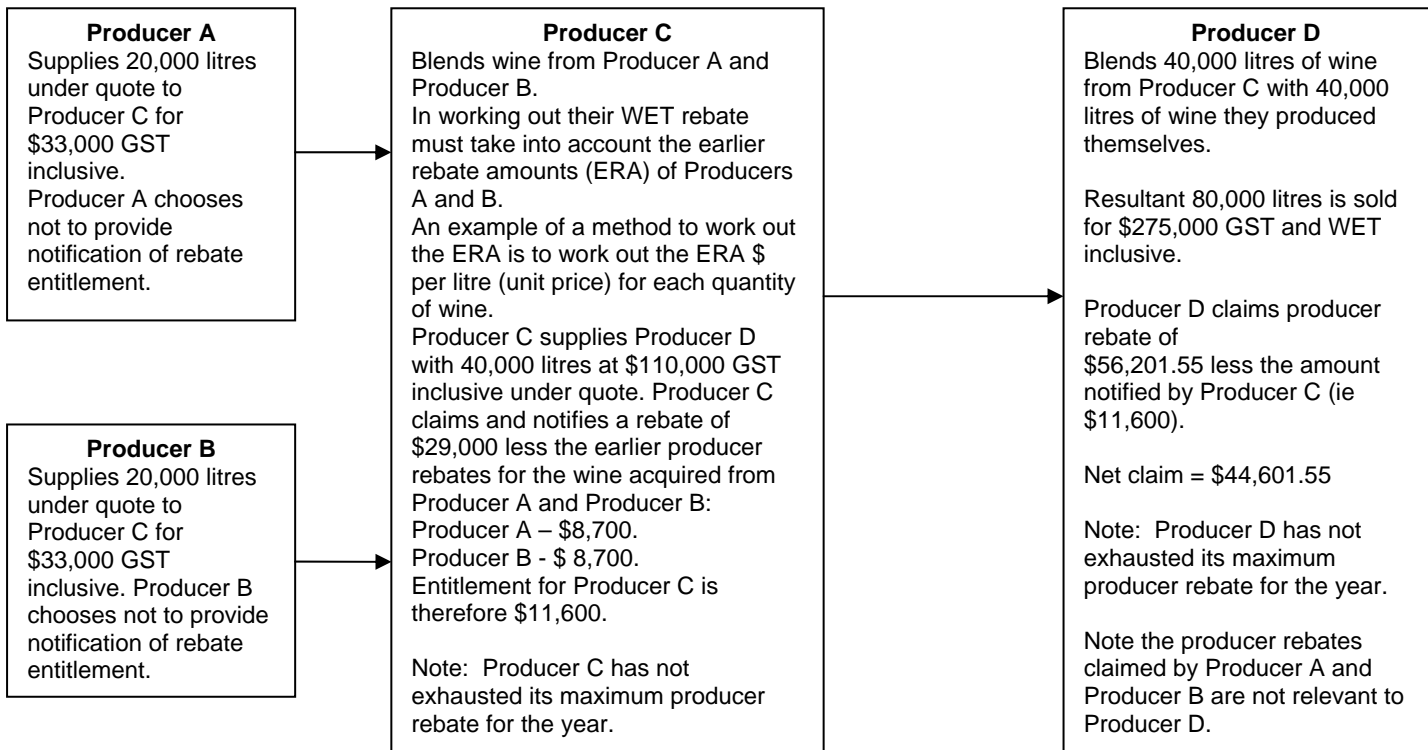 Producer A
Supplies 20,000 litres
under quote to
Producer C for
$33,000 GST
inclusive.
Producer A chooses
not to provide
notification of rebate
entitlement.
Producer B
Supplies 20,000 litres
under quote to
Producer C for
$33,000 GST
inclusive. Producer B
chooses not to provide
notification of rebate
entitlement.
Producer C
Blends wine from Producer A and
Producer B.
In working out their WET rebate
must take into account the earlier
rebate amounts (ERA) of Producers
A and B.
An example of a method to work out
the ERA is to work out the ERA $
per litre (unit price) for each quantity
of wine.
Producer C supplies Producer D
with 40,000 litres at $110,000 GST
inclusive under quote. Producer C
claims and notifies a rebate of
$29,000 less the earlier producer
rebates for the wine acquired from
Producer A and Producer B:
Producer A – $8,700.
Producer B - $ 8,700.
Entitlement for Producer C is
therefore $11,600.
Note: Producer C has not
exhausted its maximum producer
rebate for the year.
Producer D
Blends 40,000 litres of wine
from Producer C with 40,000
litres of wine they produced
themselves.
Resultant 80,000 litres is sold
for $275,000 GST and WET
inclusive.
Producer D claims producer
rebate of
$56,201.55 less the amount
notified by Producer C (ie
$11,600).
Net claim = $44,601.55
Note: Producer D has not
exhausted its maximum
producer rebate for the year.
Note the producer rebates
claimed by Producer A and
Producer B are not relevant to
Producer D.